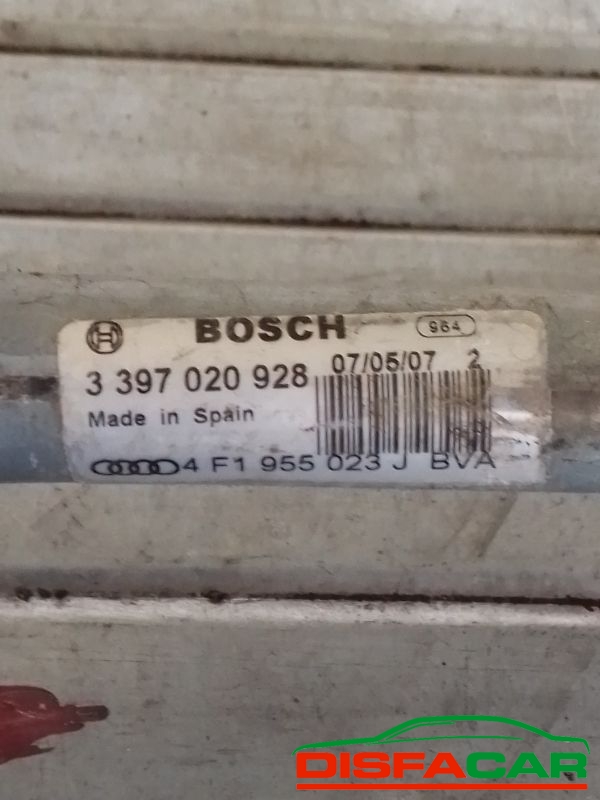 BOSCH 964
3 397 020 928 07/05/07 2
Made in Spain
4 F1 955 023 J BVA
DISFACAR